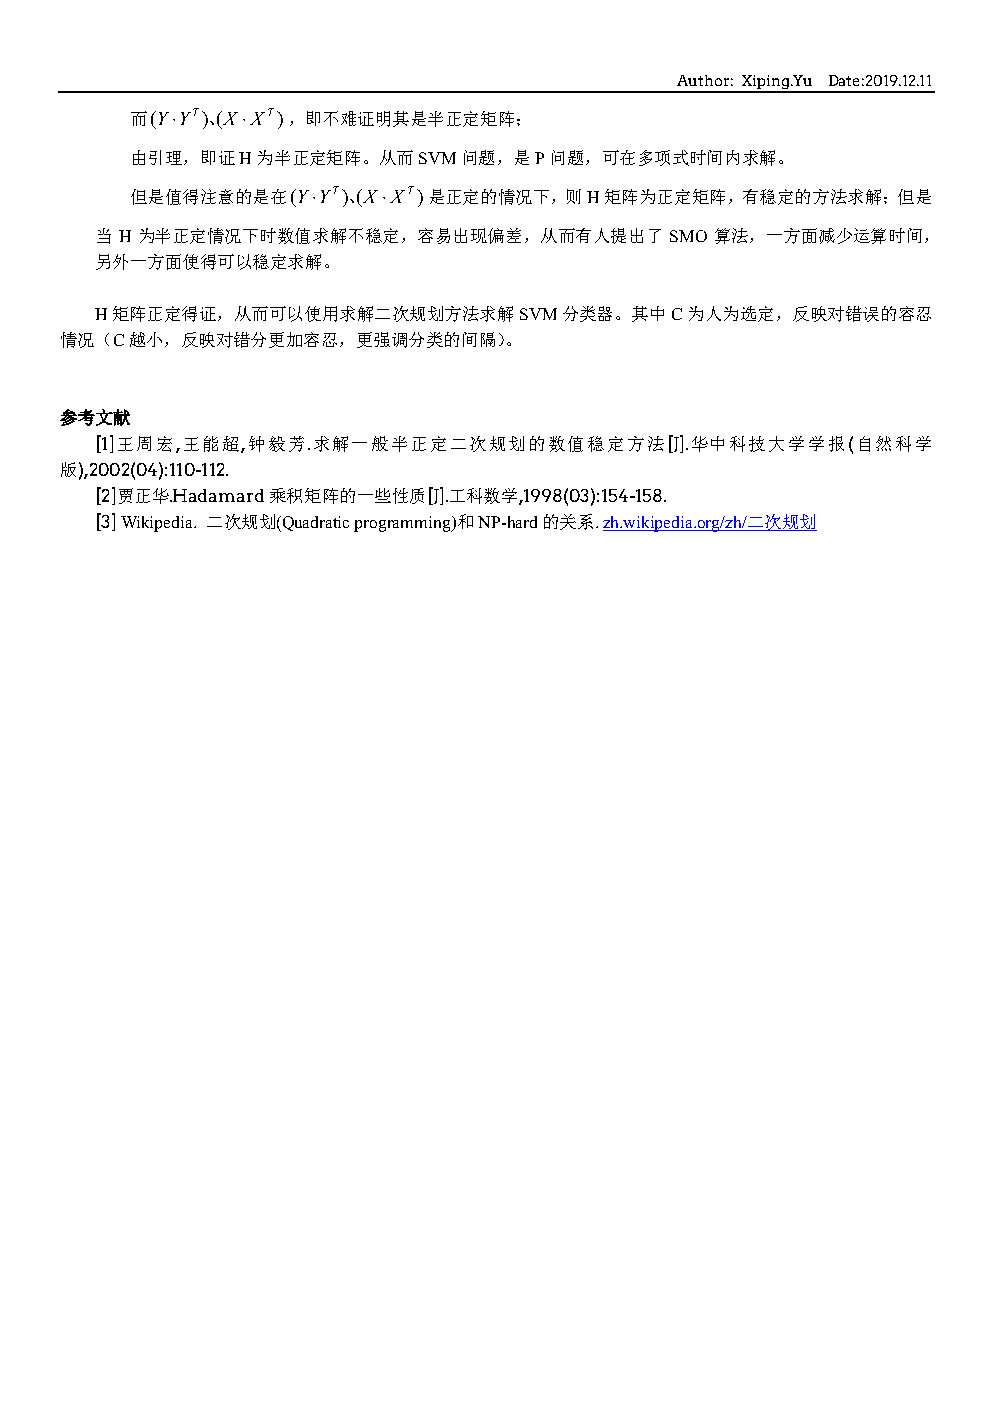 Author: Xiping.Yu Date:2019.12.11
而(Y·Yᵀ)、(X·Xᵀ)，即不难证明其是半正定矩阵；
由引理，即证 H 为半正定矩阵。从而 SVM 问题，是 P 问题，可在多项式时间内求解。
但是值得注意的是在(Y·Yᵀ)、(X·Xᵀ)是正定的情况下，则 H 矩阵为正定矩阵，有稳定的方法求解；但是
当 H 为半正定情况下时数值求解不稳定，容易出现偏差，从而有人提出了 SMO 算法，一方面减少运算时间，
另外一方面使得可以稳定求解。
H 矩阵正定得证，从而可以使用求解二次规划方法求解 SVM 分类器。其中 C 为人为选定，反映对错误的容忍
情况（C 越小，反映对错分更加容忍，更强调分类的间隔）。
参考文献
[1]王周宏,王能超,钟毅芳.求解一般半正定二次规划的数值稳定方法[J].华中科技大学学报(自然科学
版),2002(04):110-112.
[2]贾正华.Hadamard 乘积矩阵的一些性质[J].工科数学,1998(03):154-158.
[3] Wikipedia. 二次规划(Quadratic programming)和 NP-hard 的关系. zh.wikipedia.org/zh/二次规划